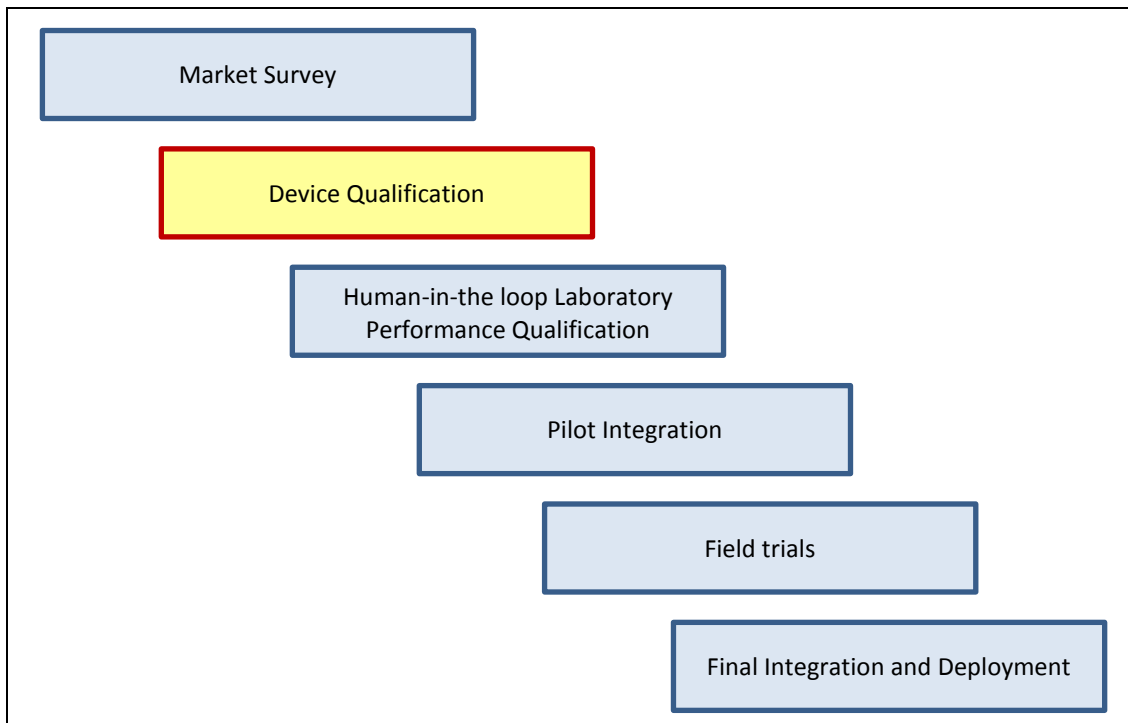 Market Survey
Device Qualification
Human-in-the loop Laboratory
Performance Qualification
Pilot Integration
Field trials
Final Integration and Deployment